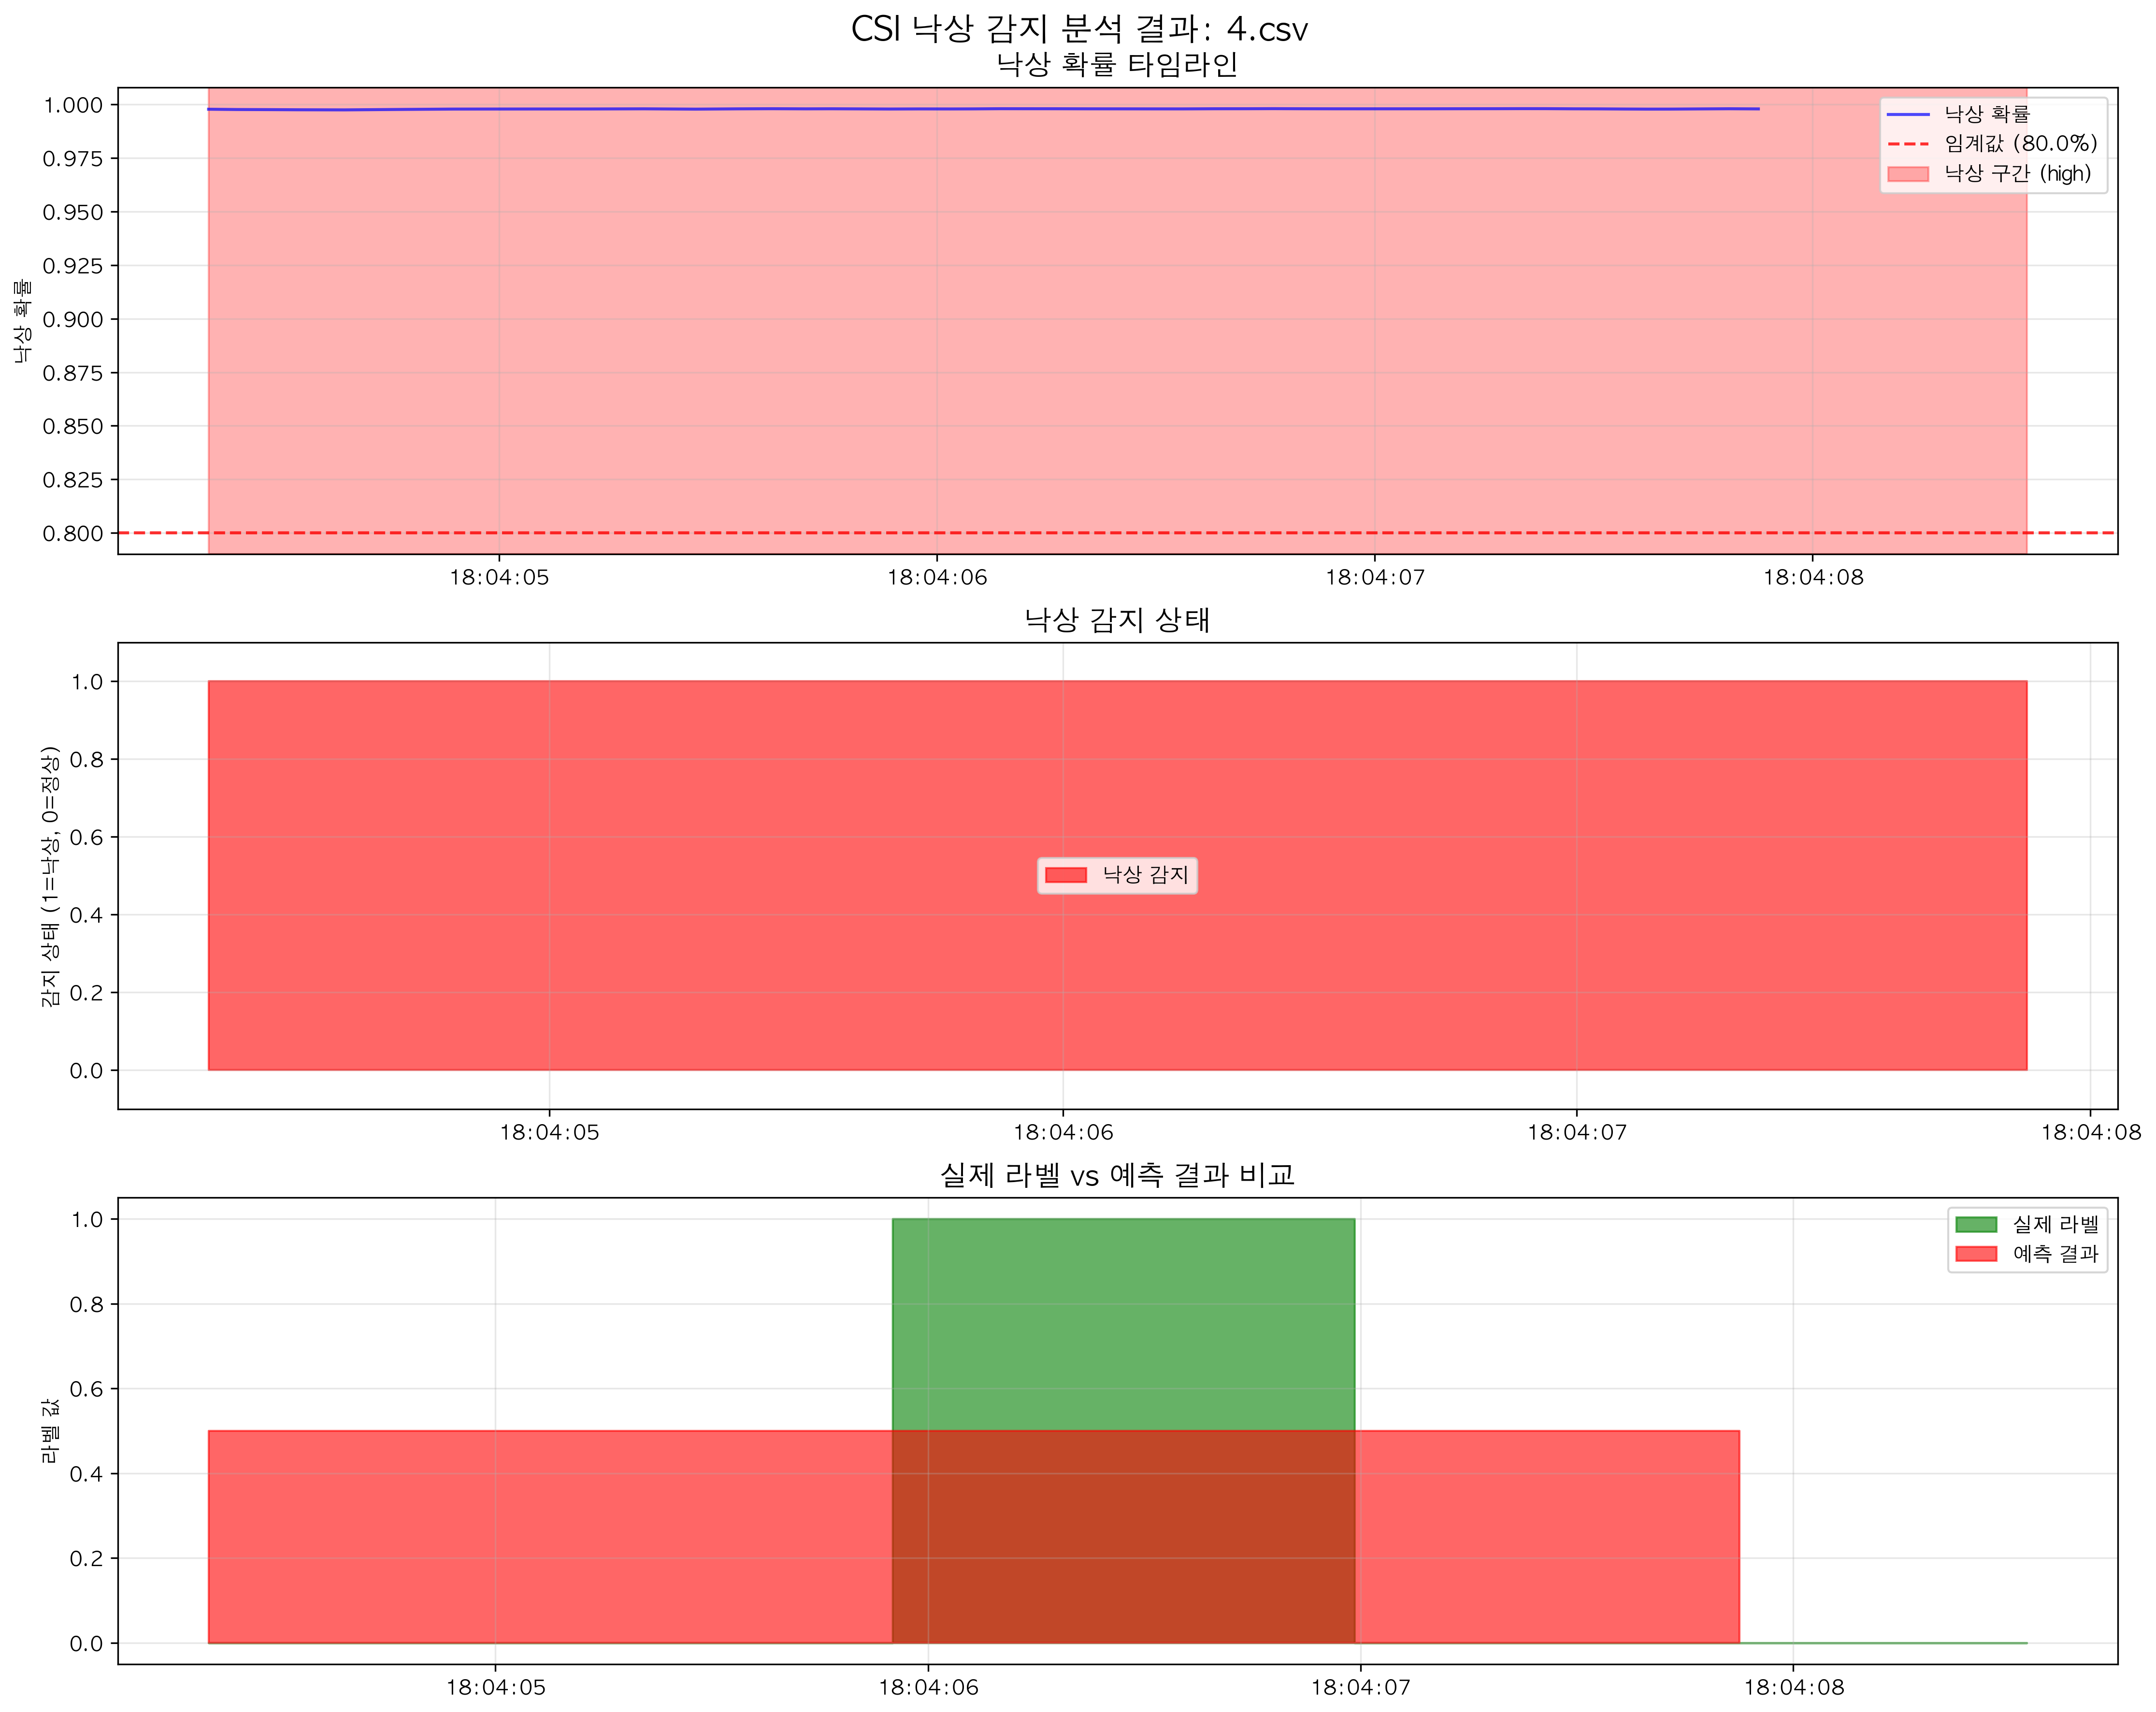 CSI 낙상 감지 분석 결과: 4.csv
낙상 확률 타임라인
낙상 확률
1.000
0.975
0.950
0.925
0.900
0.875
0.850
0.825
0.800
낙상 확률
임계값 (80.0%)
낙상 구간 (high)
18:04:05 18:04:06 18:04:07 18:04:08
낙상 감지 상태
감지 상태 (1=낙상, 0=정상)
1.0
0.8
0.6
0.4
0.2
0.0
낙상 감지
18:04:05 18:04:06 18:04:07 18:04:08
실제 라벨 vs 예측 결과 비교
라벨 값
1.0
0.8
0.6
0.4
0.2
0.0
실제 라벨
예측 결과
18:04:05 18:04:06 18:04:07 18:04:08